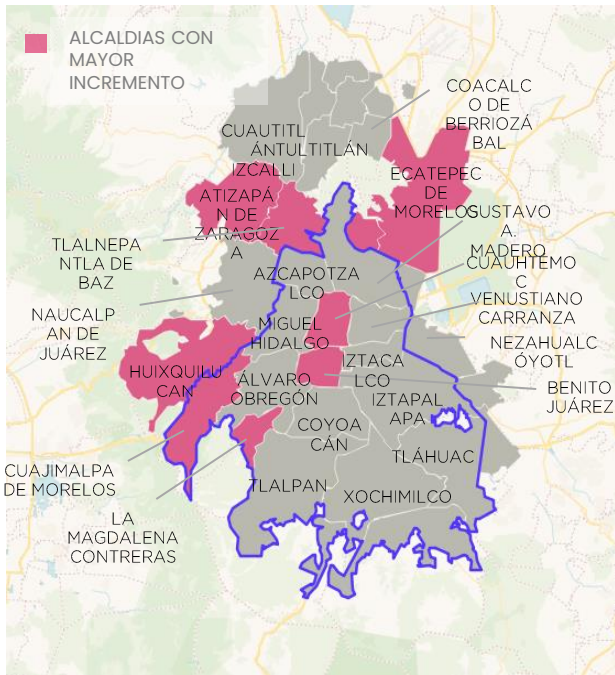 ALCALDIAS CON
MAYOR
INCREMENTO
COACALC
O DE
BERRIOZÁ
BAL
CUAUTITL
ÁN
IZCALLI
TULTITLÁN
ECATEPEC
DE
MORELOS
ATIZAPÁ
N DE
ZARAGOZ
A
GUSTAVO
A.
MADERO
TLALNEPA
NTLA DE
BAZ
AZCAPOTZA
LCO
CUAUHTEMO
C
VENUSTIANO
CARRANZA
NAUCALP
AN DE
JUÁREZ
MIGUEL
HIDALGO
NEZAHUALC
ÓYOTL
HUIXQUILU
CAN
ÁLVARO
OBREGÓN
IZTACA
LCO
IZTAPAL
APA
BENITO
JUÁREZ
COYOA
CÁN
TLÁHUAC
CUAJIMALPA
DE MORELOS
TLALPAN
XOCHIMILCO
LA
MAGDALENA
CONTRERAS